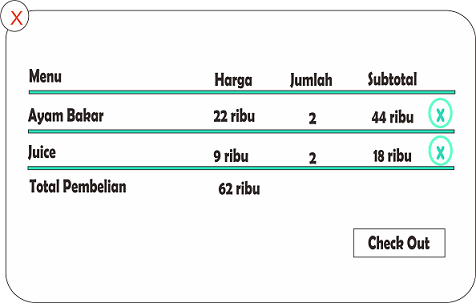 X
Menu Harga Jumlah Subtotal
Ayam Bakar 22 ribu 2 44 ribu X
Juice 9 ribu 2 18 ribu X
Total Pembelian 62 ribu
Check Out